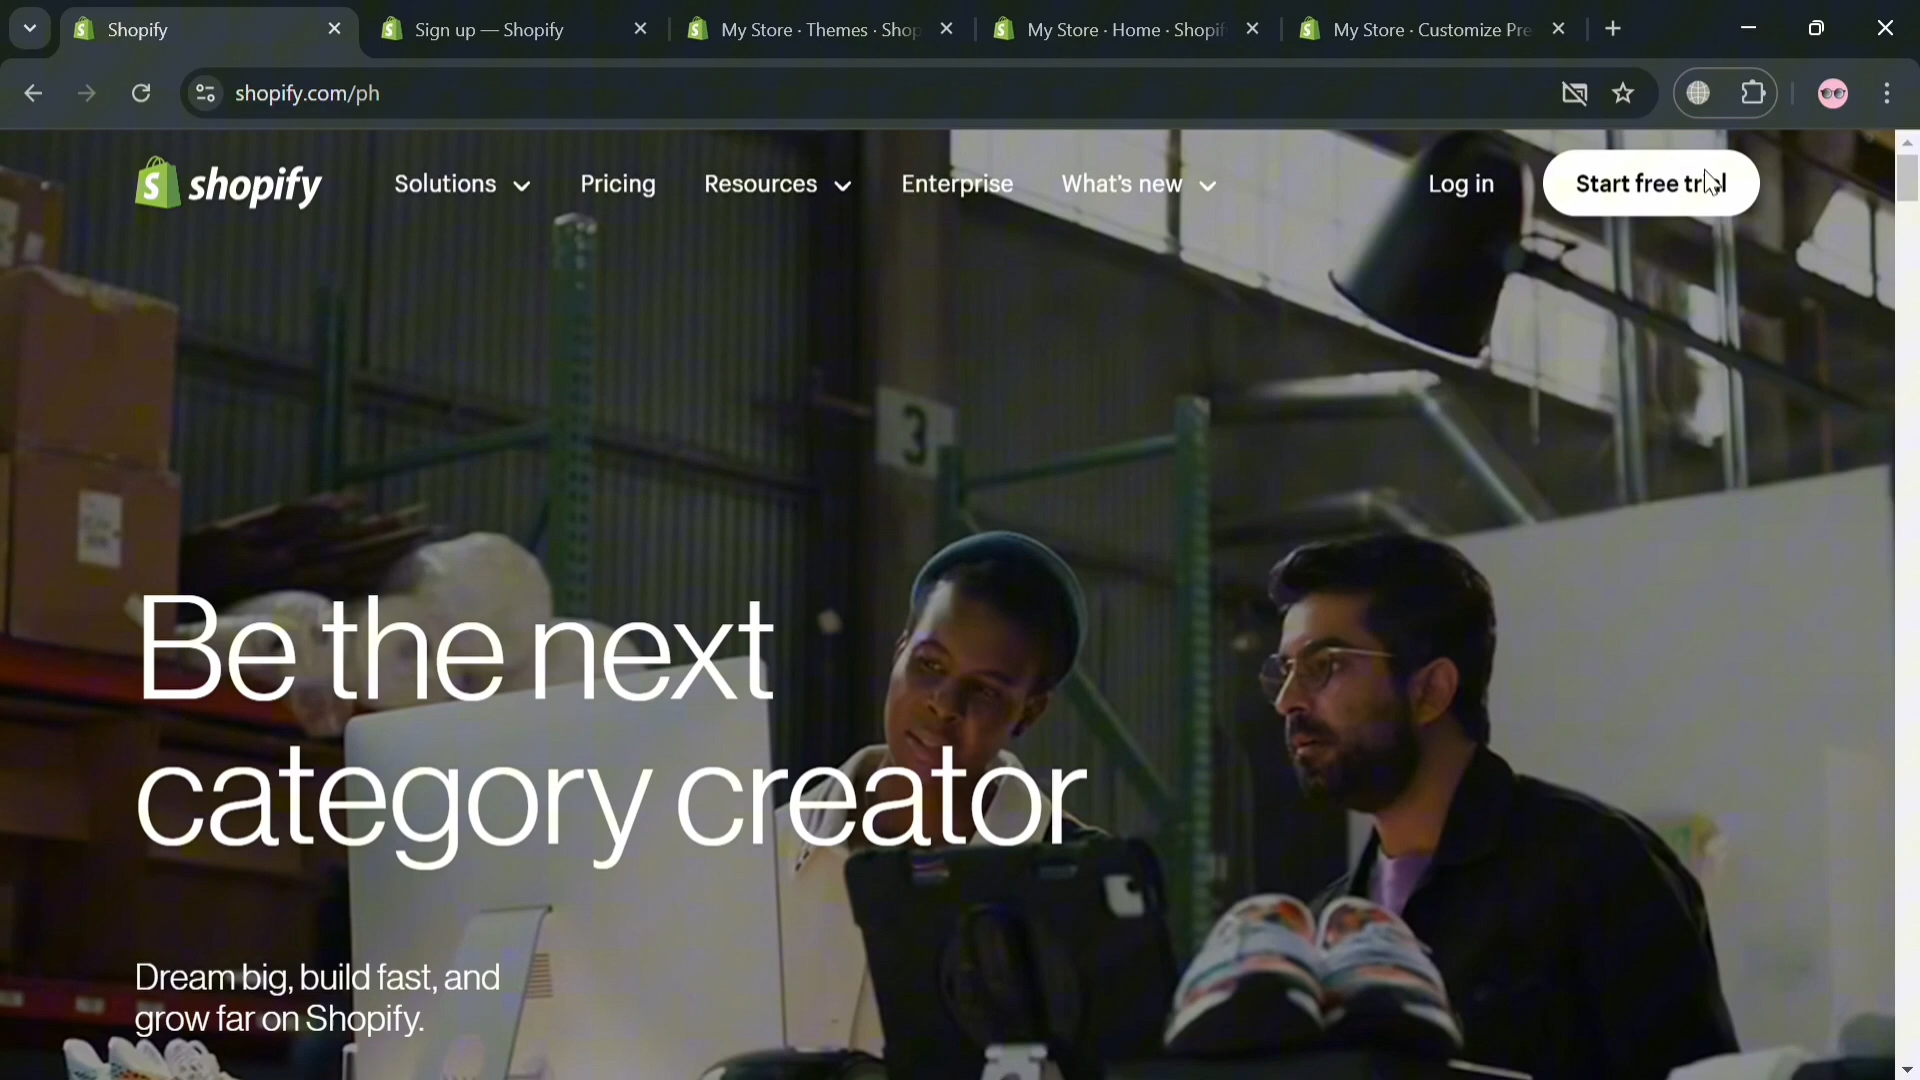 Shopify
Sign up — Shopify
My Store · Themes · Shop
My Store · Home · Shopif
My Store · Customize Pre
shopify.com/ph
shopify
Solutions
Pricing
Resources
Enterprise
What's new
Log in
Start free trial
3
Be the next
category creator
Dream big, build fast, and
grow far on Shopify.